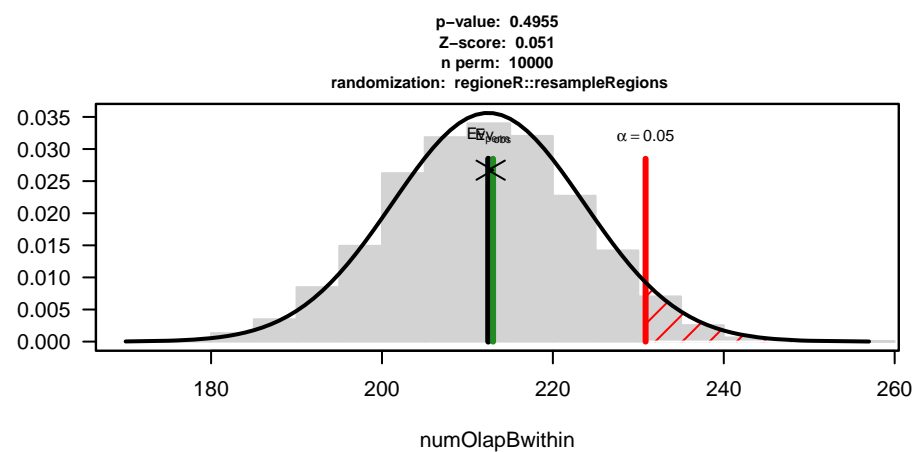 p−value: 0.4955
Z−score: 0.051
n perm: 10000
randomization: regioneR::resampleRegions
0.035
0.030
0.025
0.020
0.015
0.010
0.005
0.000
α = 0.05
180
200
220
240
260
numOlapBwithin